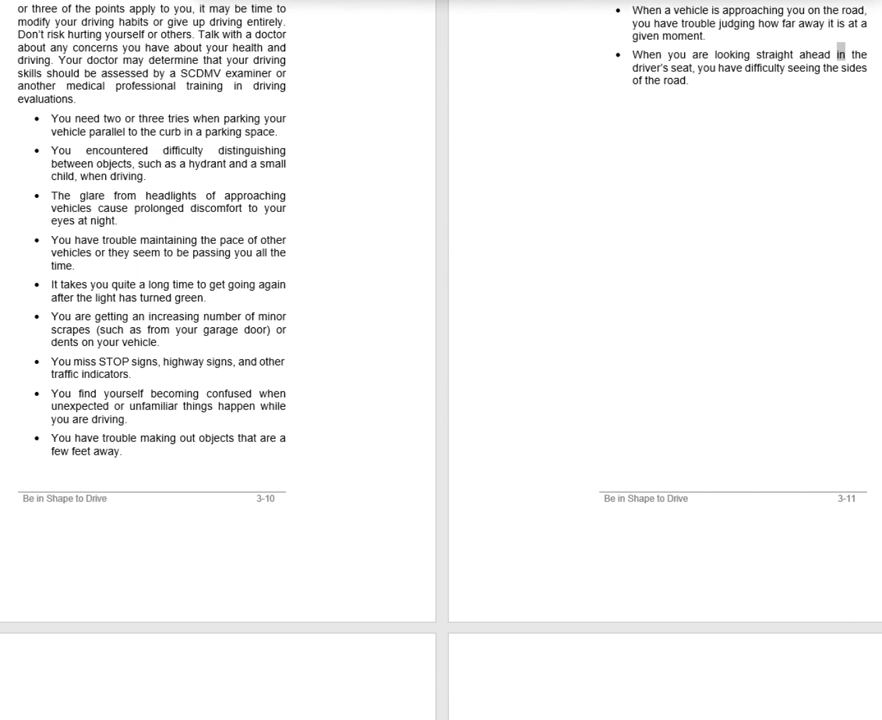 or three of the points apply to you, it may be time to
modify your driving habits or give up driving entirely.
Don't risk hurting yourself or others. Talk with a doctor
about any concerns you have about your health and
driving. Your doctor may determine that your driving
skills should be assessed by a SCDMV examiner or
another medical professional training in driving
evaluations.
• You need two or three tries when parking your
vehicle parallel to the curb in a parking space.
• You encountered difficulty distinguishing
between objects, such as a hydrant and a small
child, when driving.
• The glare from headlights of approaching
vehicles cause prolonged discomfort to your
eyes at night.
• You have trouble maintaining the pace of other
vehicles or they seem to be passing you all the
time.
• It takes you quite a long time to get going again
after the light has turned green.
• You are getting an increasing number of minor
scrapes (such as from your garage door) or
dents on your vehicle.
• You miss STOP signs, highway signs, and other
traffic indicators.
• You find yourself becoming confused when
unexpected or unfamiliar things happen while
you are driving.
• You have trouble making out objects that are a
few feet away.
Be in Shape to Drive 3-10
• When a vehicle is approaching you on the road,
you have trouble judging how far away it is at a
given moment.
• When you are looking straight ahead in the
driver's seat, you have difficulty seeing the sides
of the road.
Be in Shape to Drive 3-11